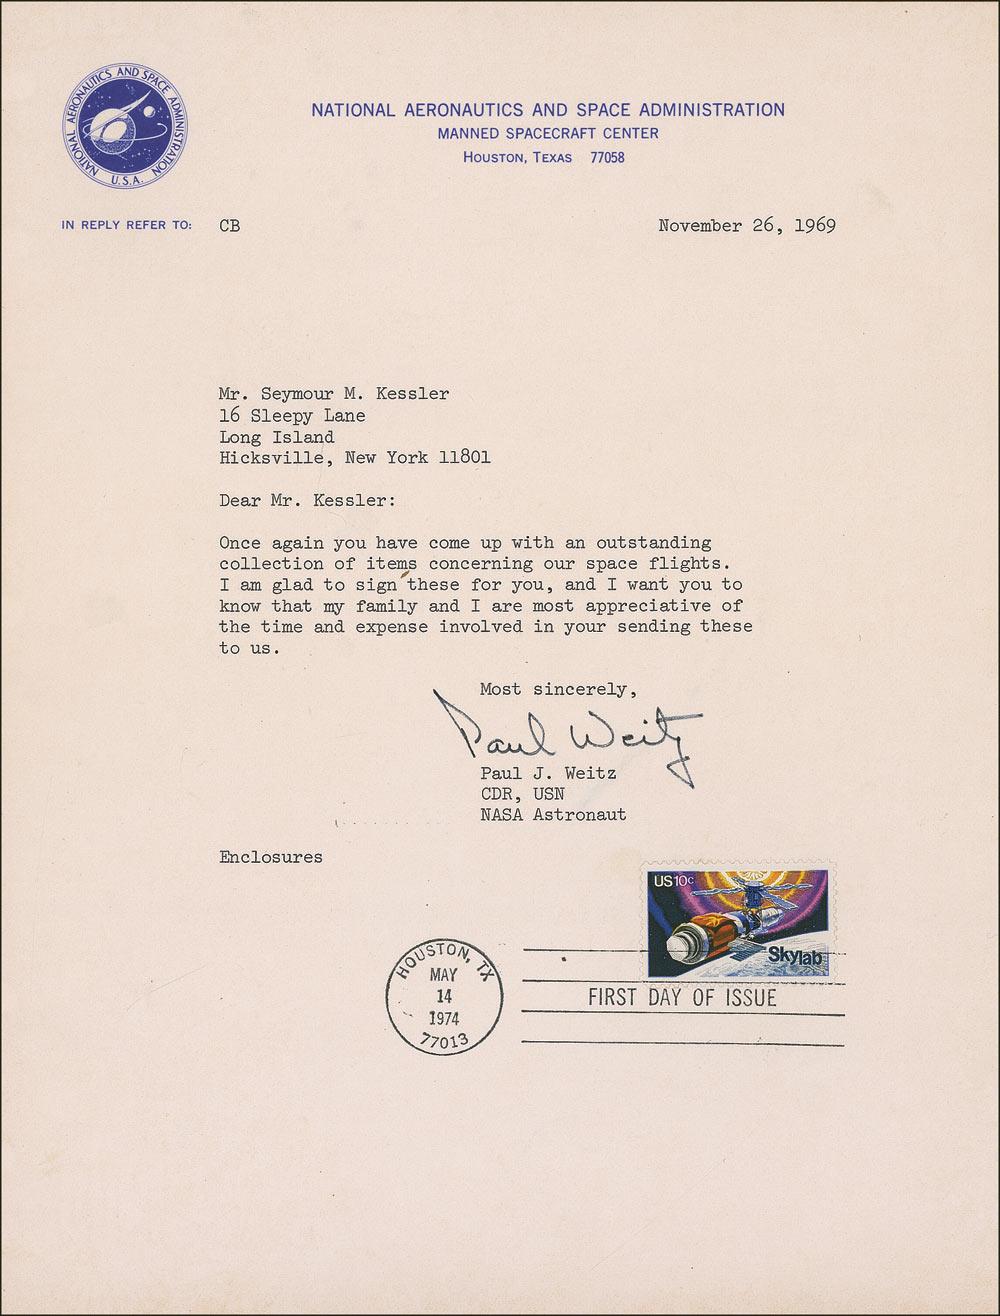 NATIONAL AERONAUTICS AND SPACE ADMINISTRATION
U.S.A.
NATIONAL AERONAUTICS AND SPACE ADMINISTRATION
MANNED SPACECRAFT CENTER
HOUSTON, TEXAS 77058
IN REPLY REFER TO: CB
November 26, 1969
Mr. Seymour M. Kessler
16 Sleepy Lane
Long Island
Hicksville, New York 11801
Dear Mr. Kessler:
Once again you have come up with an outstanding
collection of items concerning our space flights.
I am glad to sign these for you, and I want you to
know that my family and I are most appreciative of
the time and expense involved in your sending these
to us.
Most sincerely,
Paul Weitz
Paul J. Weitz
CDR, USN
NASA Astronaut
Enclosures
US 10c
Skylab
HOUSTON, TX
MAY
14
1974
77013
FIRST DAY OF ISSUE